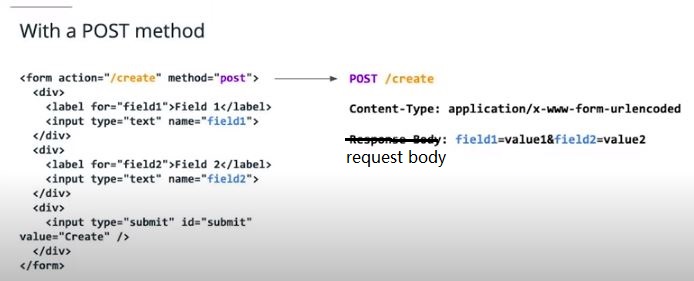 With a POST method
<form action="/create" method="post">
<div>
<label for="field1">Field 1</label>
<input type="text" name="field1">
</div>
<div>
<label for="field2">Field 2</label>
<input type="text" name="field2">
</div>
<div>
<input type="submit" id="submit"
value="Create" />
</div>
</form>
POST /create
Content-Type: application/x-www-form-urlencoded
Response Body: field1=value1&field2=value2
request body